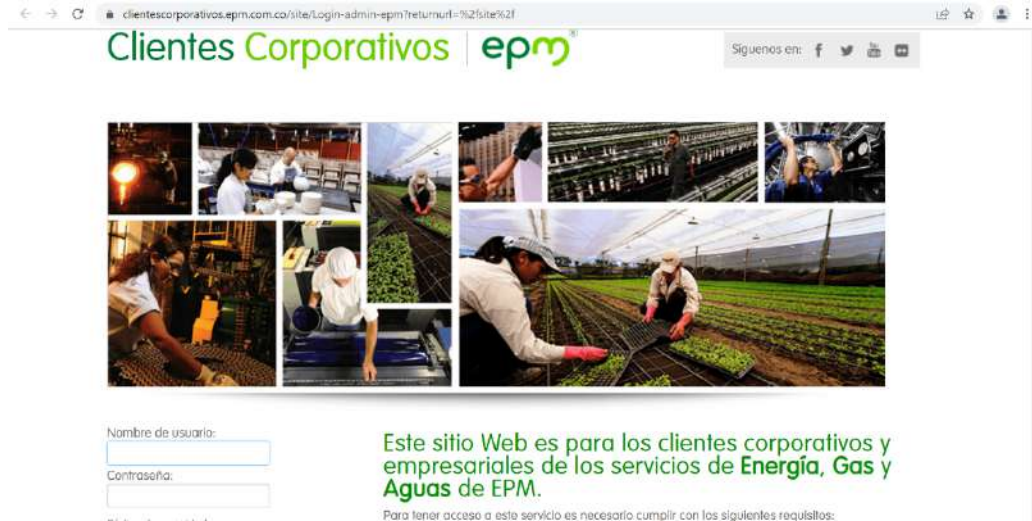 clientescorporativos.epm.com.co/site/Login-admin-epm?returnurl=%2fsite%2f
Clientes Corporativos epm®
Síguenos en:
You
Nombre de usuario:
Contraseña:
Este sitio Web es para los clientes corporativos y
empresariales de los servicios de Energía, Gas y
Aguas de EPM.
Para tener acceso a este servicio es necesario cumplir con los siguientes requisitos: